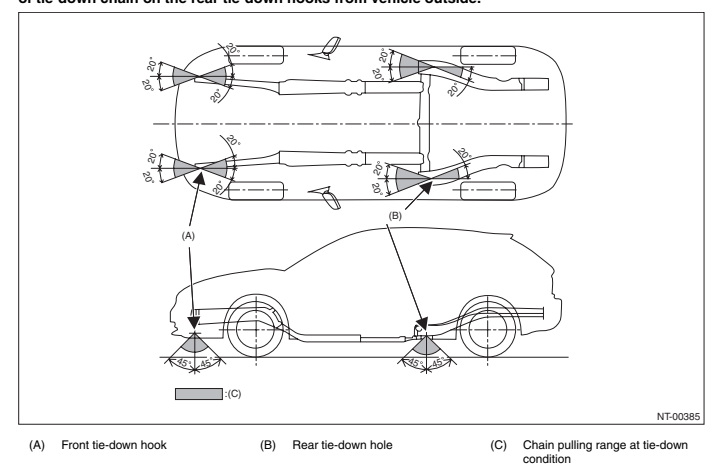 of tie-down chain on the rear tie-down hooks from vehicle outside.
20°
20°
20°
20°
20°
20°
20°
20°
20°
20°
20°
20°
20°
20°
(A)
(B)
45°
45°
45°
45°
:(C)
NT-00385
(A) Front tie-down hook (B) Rear tie-down hole (C) Chain pulling range at tie-down
condition